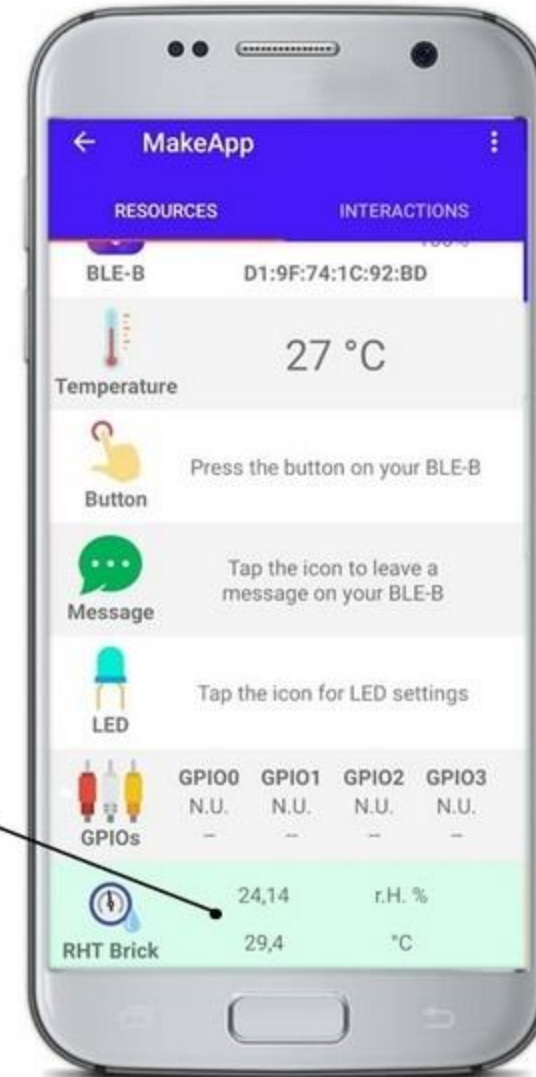 MakeApp
RESOURCES INTERACTIONS
100%
BLE-B D1:9F:74:1C:92:BD
27 °C
Temperature
Press the button on your BLE-B
Button
Tap the icon to leave a
message on your BLE-B
Message
Tap the icon for LED settings
LED
GPIO0 GPIO1 GPIO2 GPIO3
N.U. N.U. N.U. N.U.
GPIOs -- -- -- --
24,14 r.H. %
RHT Brick 29,4 °C